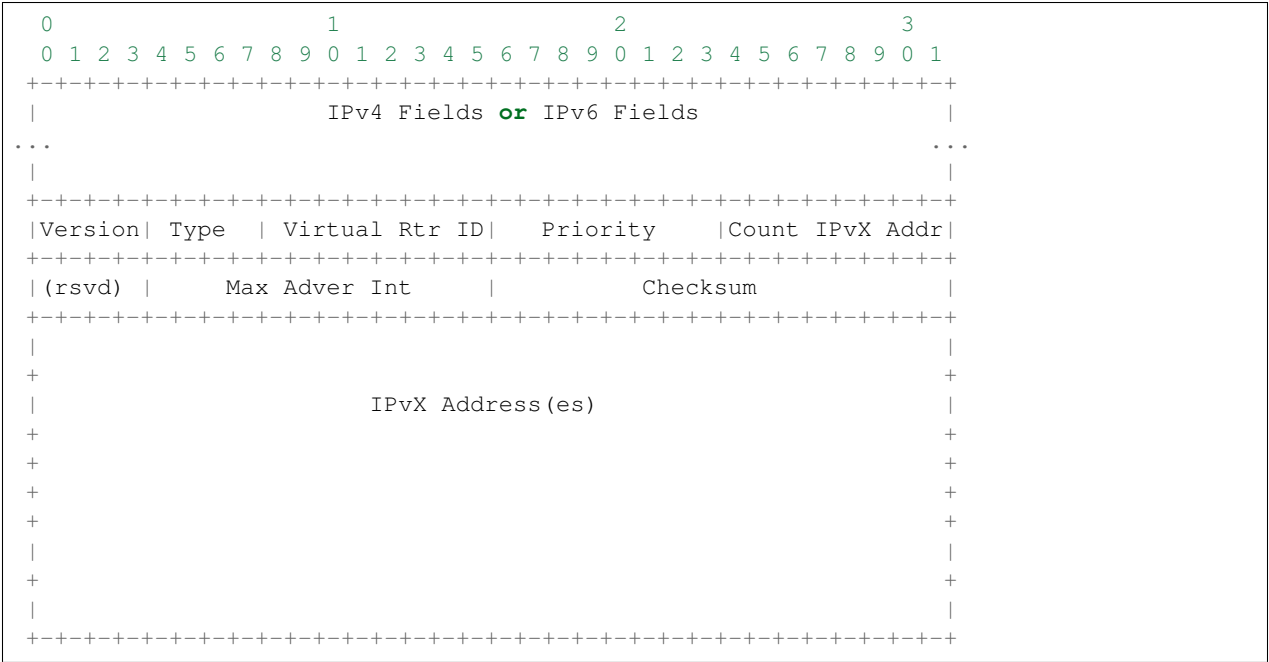 0                   1                   2                   3
  0 1 2 3 4 5 6 7 8 9 0 1 2 3 4 5 6 7 8 9 0 1 2 3 4 5 6 7 8 9 0 1
 +-+-+-+-+-+-+-+-+-+-+-+-+-+-+-+-+-+-+-+-+-+-+-+-+-+-+-+-+-+-+-+-+
 |                    IPv4 Fields or IPv6 Fields                 |
...                                                             ...
 |                                                               |
 +-+-+-+-+-+-+-+-+-+-+-+-+-+-+-+-+-+-+-+-+-+-+-+-+-+-+-+-+-+-+-+-+
 |Version| Type  | Virtual Rtr ID|   Priority    |Count IPvX Addr|
 +-+-+-+-+-+-+-+-+-+-+-+-+-+-+-+-+-+-+-+-+-+-+-+-+-+-+-+-+-+-+-+-+
 |(rsvd) |     Max Adver Int     |          Checksum             |
 +-+-+-+-+-+-+-+-+-+-+-+-+-+-+-+-+-+-+-+-+-+-+-+-+-+-+-+-+-+-+-+-+
 |                                                               |
 +                                                               +
 |                       IPvX Address(es)                        |
 +                                                               +
 +                                                               +
 +                                                               +
 +                                                               +
 |                                                               |
 +                                                               +
 |                                                               |
 +-+-+-+-+-+-+-+-+-+-+-+-+-+-+-+-+-+-+-+-+-+-+-+-+-+-+-+-+-+-+-+-+